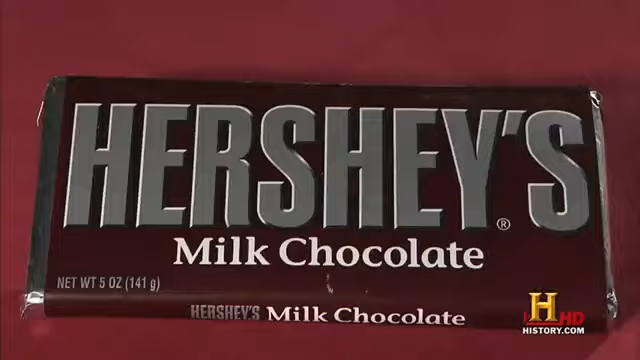 HERSHEY'S®
Milk Chocolate
NET WT 5 OZ (141 g)
HERSHEY'S Milk Chocolate
H HD
HISTORY.COM